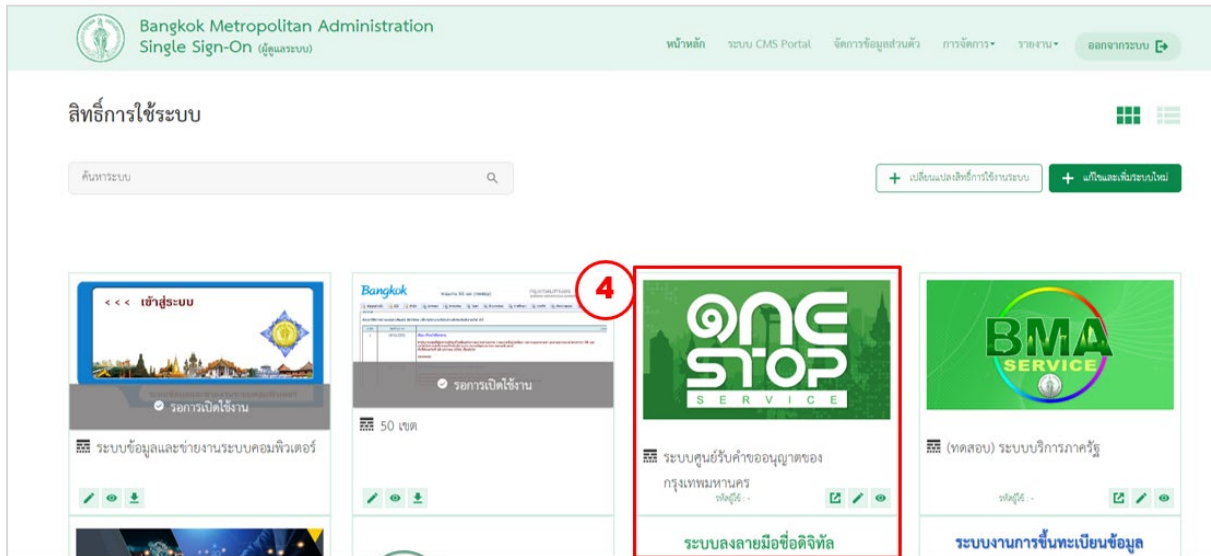 Bangkok Metropolitan Administration
Single Sign-On (ผู้ดูแลระบบ)
หน้าหลัก ระบบ CMS Portal จัดการข้อมูลส่วนตัว การจัดการ รายงาน ออกจากระบบ
สิทธิ์การใช้ระบบ
ค้นหาระบบ
+ เปลี่ยนแปลงสิทธิ์การใช้งานระบบ
+ แก้ไขและเพิ่มระบบใหม่
<<< เข้าสู่ระบบ
รอการเปิดใช้งาน
ระบบข้อมูลและข่ายงานระบบคอมพิวเตอร์
Bangkok
รอการเปิดใช้งาน
50 เขต
4
ONE
STOP
SERVICE
ระบบศูนย์รับคำขออนุญาตของ
กรุงเทพมหานคร
รหัสผู้ใช้ : -
BMA
SERVICE
(ทดสอบ) ระบบบริการภาครัฐ
รหัสผู้ใช้ : -
ระบบลงลายมือชื่อดิจิทัล
ระบบงานการขึ้นทะเบียนข้อมูล